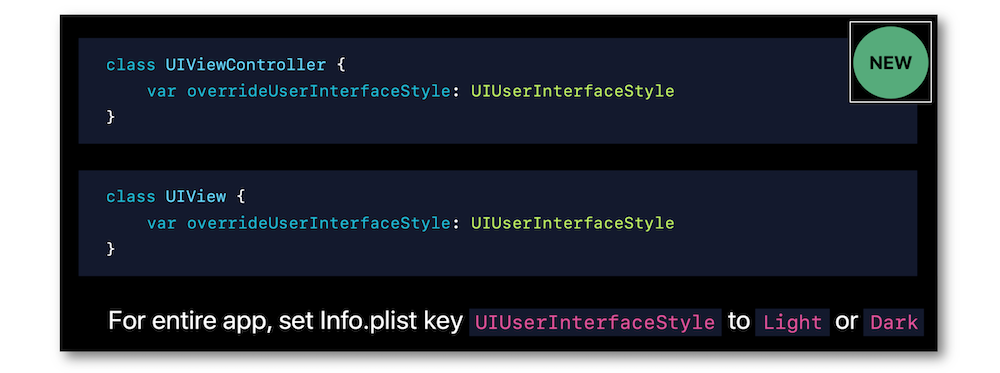 NEW
class UIViewController {
    var overrideUserInterfaceStyle: UIUserInterfaceStyle
}
class UIView {
    var overrideUserInterfaceStyle: UIUserInterfaceStyle
}
For entire app, set Info.plist key UIUserInterfaceStyle to Light or Dark